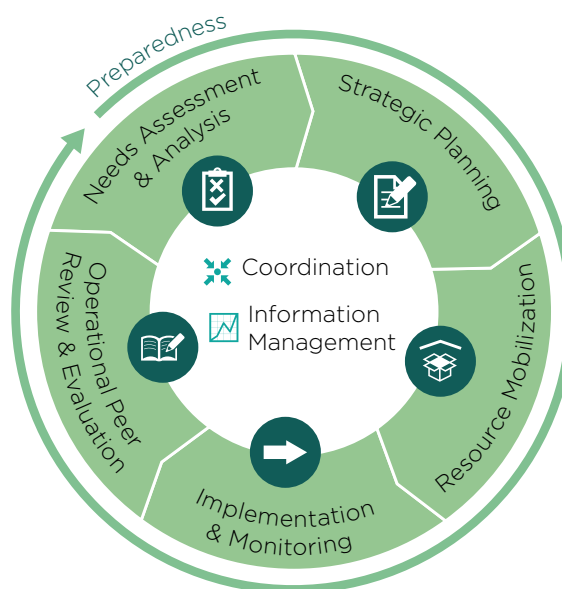 Preparedness
Needs Assessment
& Analysis
Strategic Planning
Resource Mobilization
Implementation
& Monitoring
Operational Peer
Review & Evaluation
Coordination
Information
Management